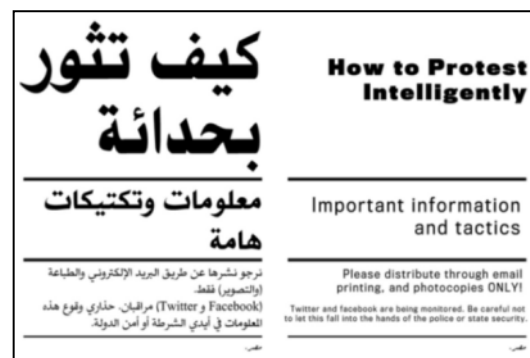 كيف تثور
بحدائة
معلومات وتكتيكات
هامة
نرجو نشرها عن طريق البريد الإلكتروني والطباعة
(والتصوير) فقط.
(Facebook و Twitter) مراقبان. حذاري وقوع هذه
المعلومات في أيدي الشرطة أو أمن الدولة.
How to Protest
Intelligently
Important information
and tactics
Please distribute through email
printing, and photocopies ONLY!
Twitter and facebook are being monitored. Be careful not
to let this fall into the hands of the police or state security.